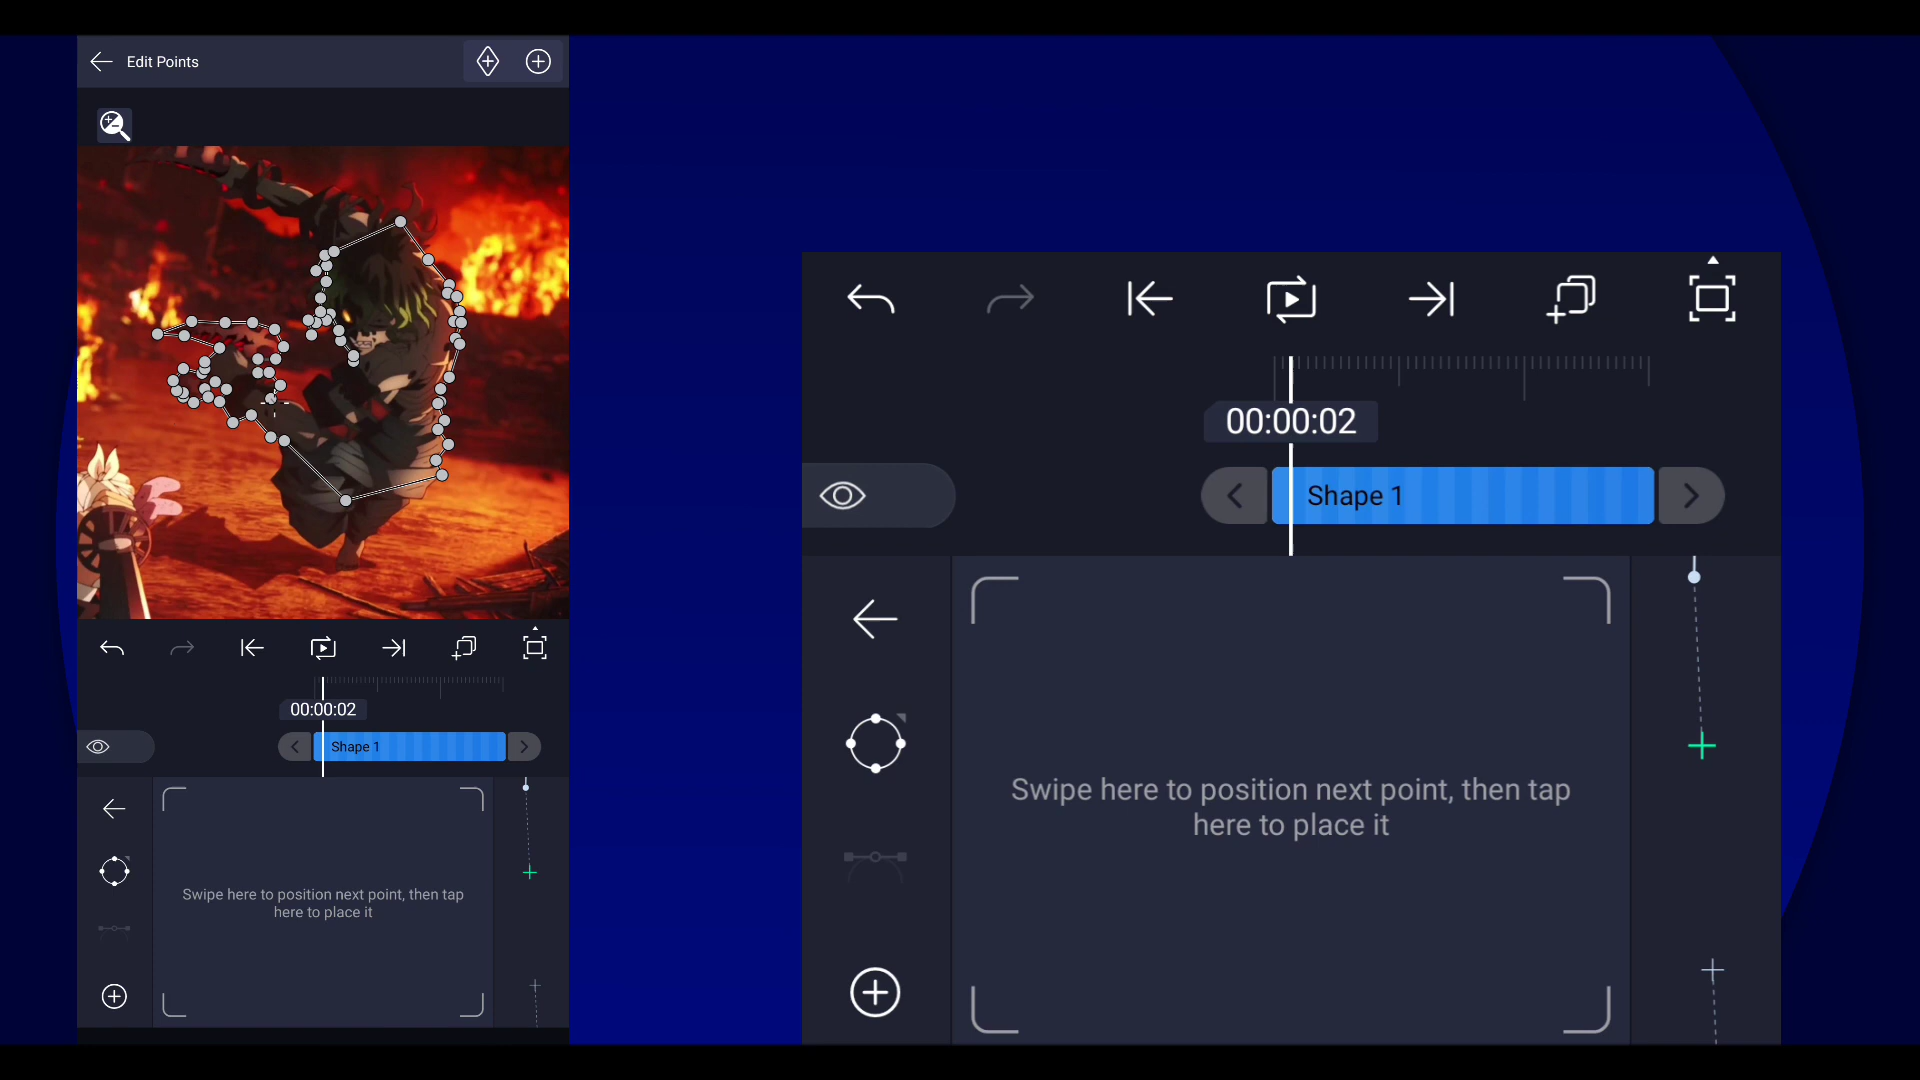 Edit Points
00:00:02
Shape 1
Swipe here to position next point, then tap
here to place it
00:00:02
Shape 1
Swipe here to position next point, then tap
here to place it